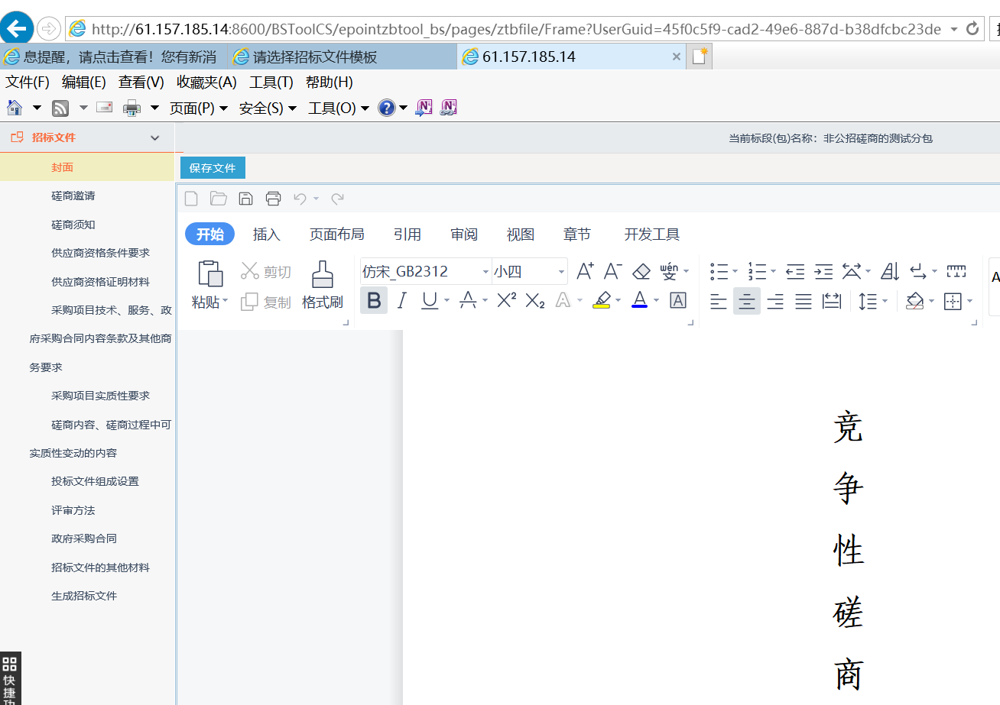 http://61.157.185.14:8600/BSToolCS/epointzbtool_bs/pages/ztbfile/Frame?UserGuid=45f0c5f9-cad2-49e6-887d-b38dfcbc23de
息提醒，请点击查看！您有新消 请选择招标文件模板 61.157.185.14
文件(F) 编辑(E) 查看(V) 收藏夹(A) 工具(T) 帮助(H)
页面(P) 安全(S) 工具(O)
招标文件
当前标段(包)名称：非公招磋商的测试分包
封面
保存文件
磋商邀请
磋商须知
供应商资格条件要求
供应商资格证明材料
采购项目技术、服务、政
府采购合同内容条款及其他商
务要求
采购项目实质性要求
磋商内容、磋商过程中可
实质性变动的内容
投标文件组成设置
评审方法
政府采购合同
招标文件的其他材料
生成招标文件
快
捷
开始 插入 页面布局 引用 审阅 视图 章节 开发工具
粘贴 剪切 复制 格式刷
仿宋_GB2312 小四
竞
争
性
磋
商